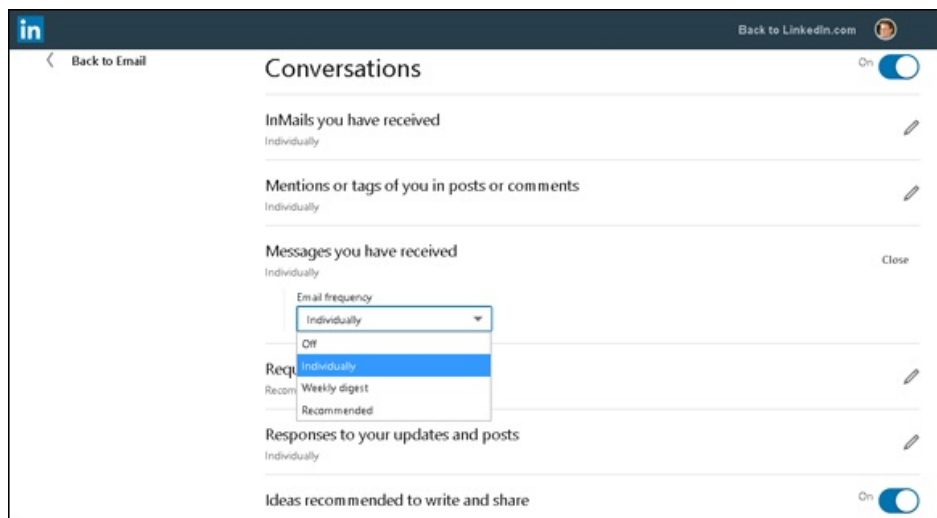 in
Back to LinkedIn.com
Back to Email
Conversations
On
InMails you have received
Individually
Mentions or tags of you in posts or comments
Individually
Messages you have received
Individually
Close
Email frequency
Individually
Off
Individually
Weekly digest
Recommended
Requ
Recom
Responses to your updates and posts
Individually
Ideas recommended to write and share
On